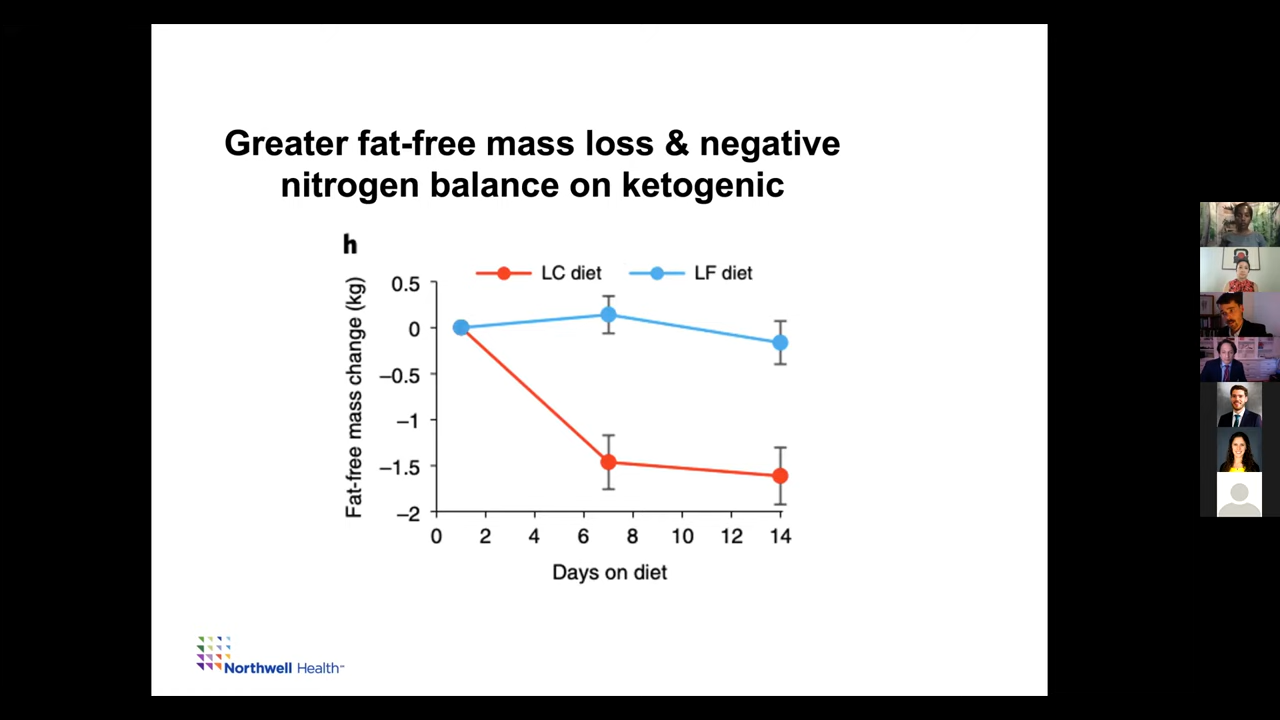 Greater fat-free mass loss & negative
nitrogen balance on ketogenic
h
LC diet LF diet
Fat-free mass change (kg)
0.5
0
–0.5
–1
–1.5
–2
0 2 4 6 8 10 12 14
Days on diet
Northwell Health℠